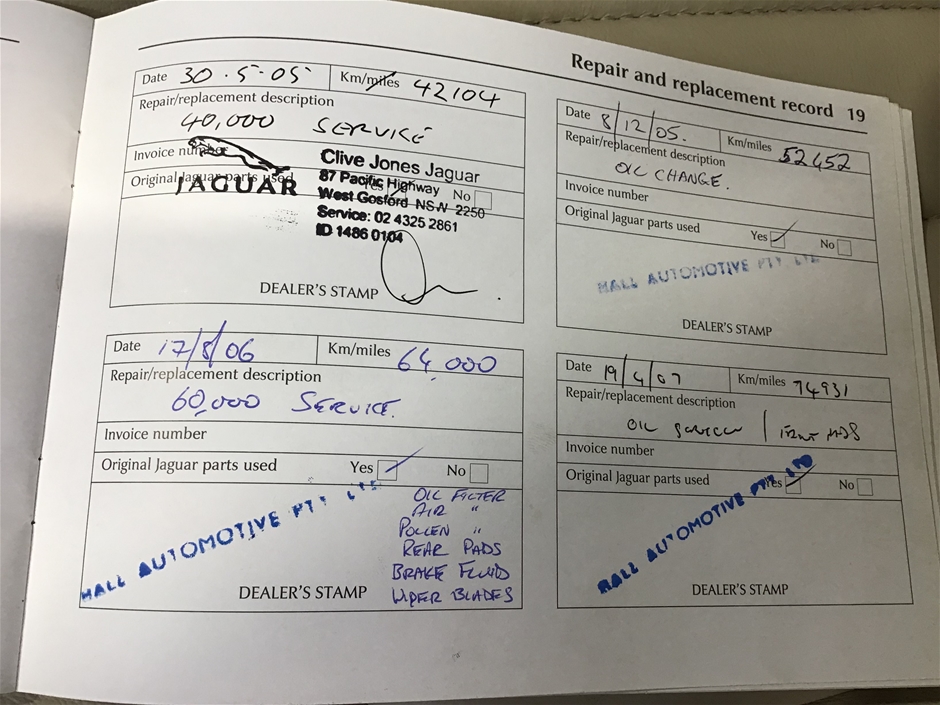 Repair and replacement record 19
Date 30.5.05 Km/miles 42104
Repair/replacement description
40,000 SERVICE
Invoice number
Original Jaguar parts used Yes No
JAGUAR
Clive Jones Jaguar
87 Pacific Highway
West Gosford NSW 2250
Service: 02 4325 2861
ID 1486 0104
DEALER'S STAMP
Date 8/12/05. Km/miles 52452
Repair/replacement description
OIL CHANGE.
Invoice number
Original Jaguar parts used Yes No
HALL AUTOMOTIVE PTY LTD
DEALER'S STAMP
Date 17/8/06 Km/miles 64,000
Repair/replacement description
60,000 SERVICE.
Invoice number
Original Jaguar parts used Yes No
HALL AUTOMOTIVE PTY LTD
OIL FILTER
AIR "
POLLEN "
REAR PADS
BRAKE FLUID
WIPER BLADES
DEALER'S STAMP
Date 19/4/07 Km/miles 74931
Repair/replacement description
OIL SERVICE / FRONT PADS
Invoice number
Original Jaguar parts used Yes No
HALL AUTOMOTIVE PTY LTD
DEALER'S STAMP